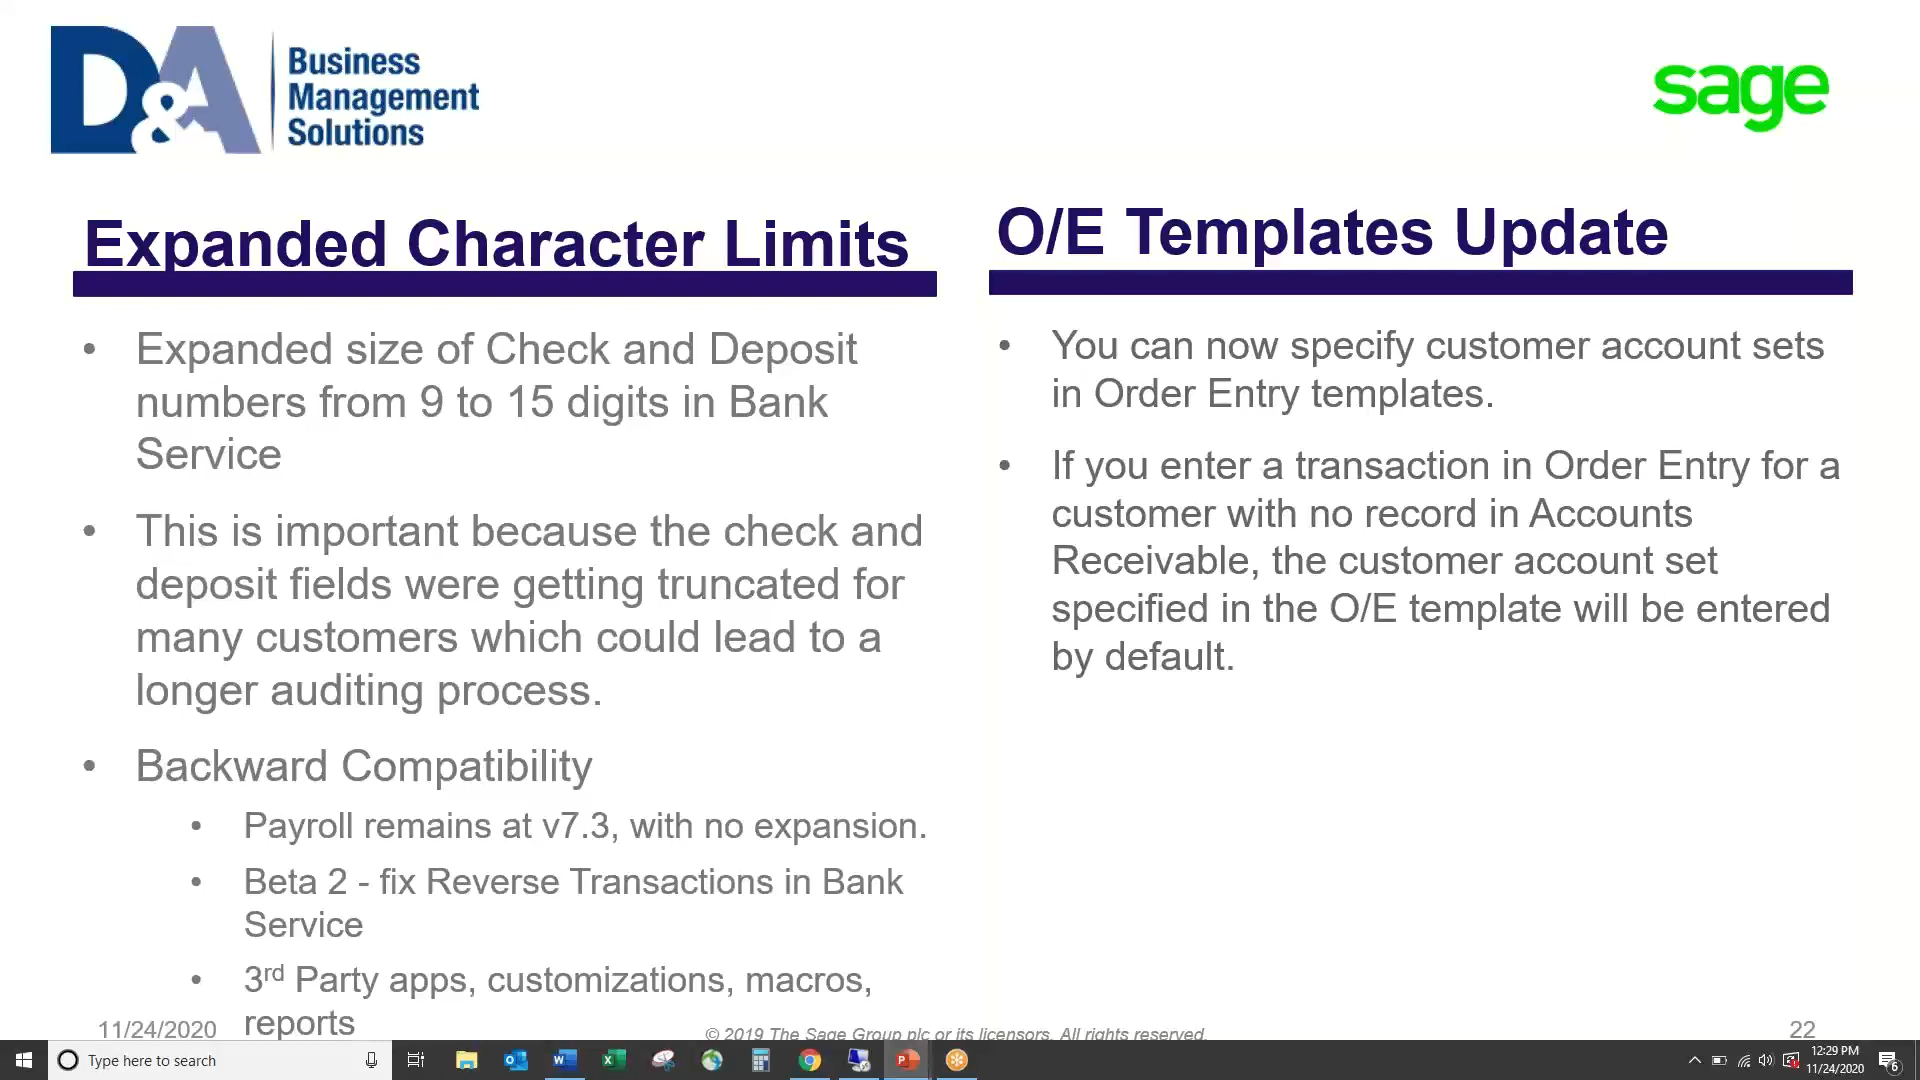 D&A
Business
Management
Solutions
sage
Expanded Character Limits
• Expanded size of Check and Deposit
numbers from 9 to 15 digits in Bank
Service
• This is important because the check and
deposit fields were getting truncated for
many customers which could lead to a
longer auditing process.
• Backward Compatibility
• Payroll remains at v7.3, with no expansion.
• Beta 2 - fix Reverse Transactions in Bank
Service
• 3rd Party apps, customizations, macros,
reports
O/E Templates Update
• You can now specify customer account sets
in Order Entry templates.
• If you enter a transaction in Order Entry for a
customer with no record in Accounts
Receivable, the customer account set
specified in the O/E template will be entered
by default.
11/24/2020
© 2019 The Sage Group plc or its licensors. All rights reserved.
22
Type here to search
12:29 PM
11/24/2020
6